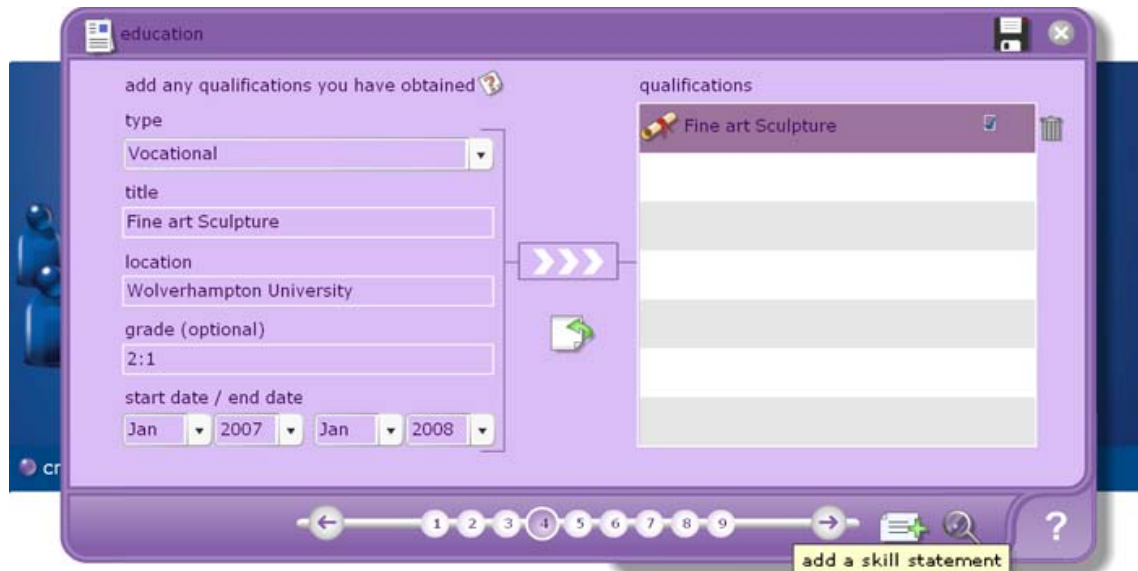 education
add any qualifications you have obtained
type
Vocational
title
Fine art Sculpture
location
Wolverhampton University
grade (optional)
2:1
start date / end date
Jan 2007 Jan 2008
qualifications
Fine art Sculpture
cr
1 2 3 4 5 6 7 8 9
?
add a skill statement